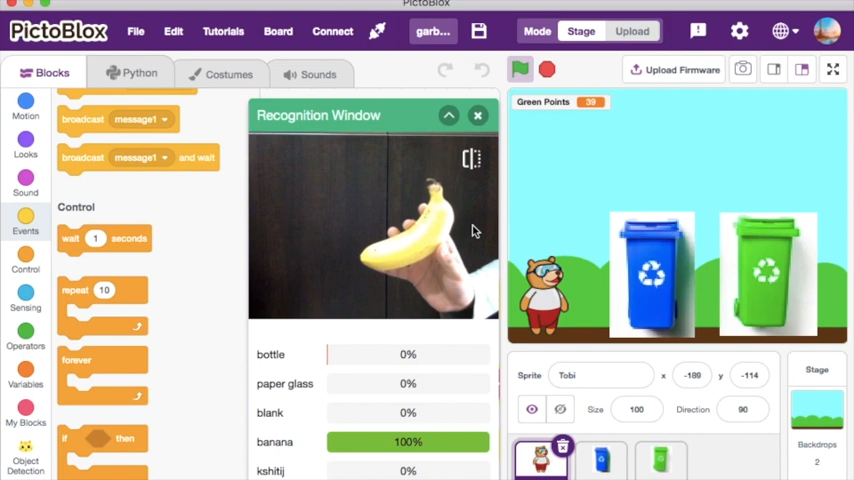 PictoBlox
PictoBlox File Edit Tutorials Board Connect garb... Mode Stage Upload
Blocks Python Costumes Sounds Upload Firmware
Motion
Looks
Sound
Events
Control
Sensing
Operators
Variables
My Blocks
Object
Detection
broadcast message1
broadcast message1 and wait
Control
wait 1 seconds
repeat 10
forever
if then
Recognition Window
bottle 0%
paper glass 0%
blank 0%
banana 100%
kshitij 0%
Green Points 39
Sprite Tobi x -189 y -114
Size 100 Direction 90
Stage
Backdrops
2